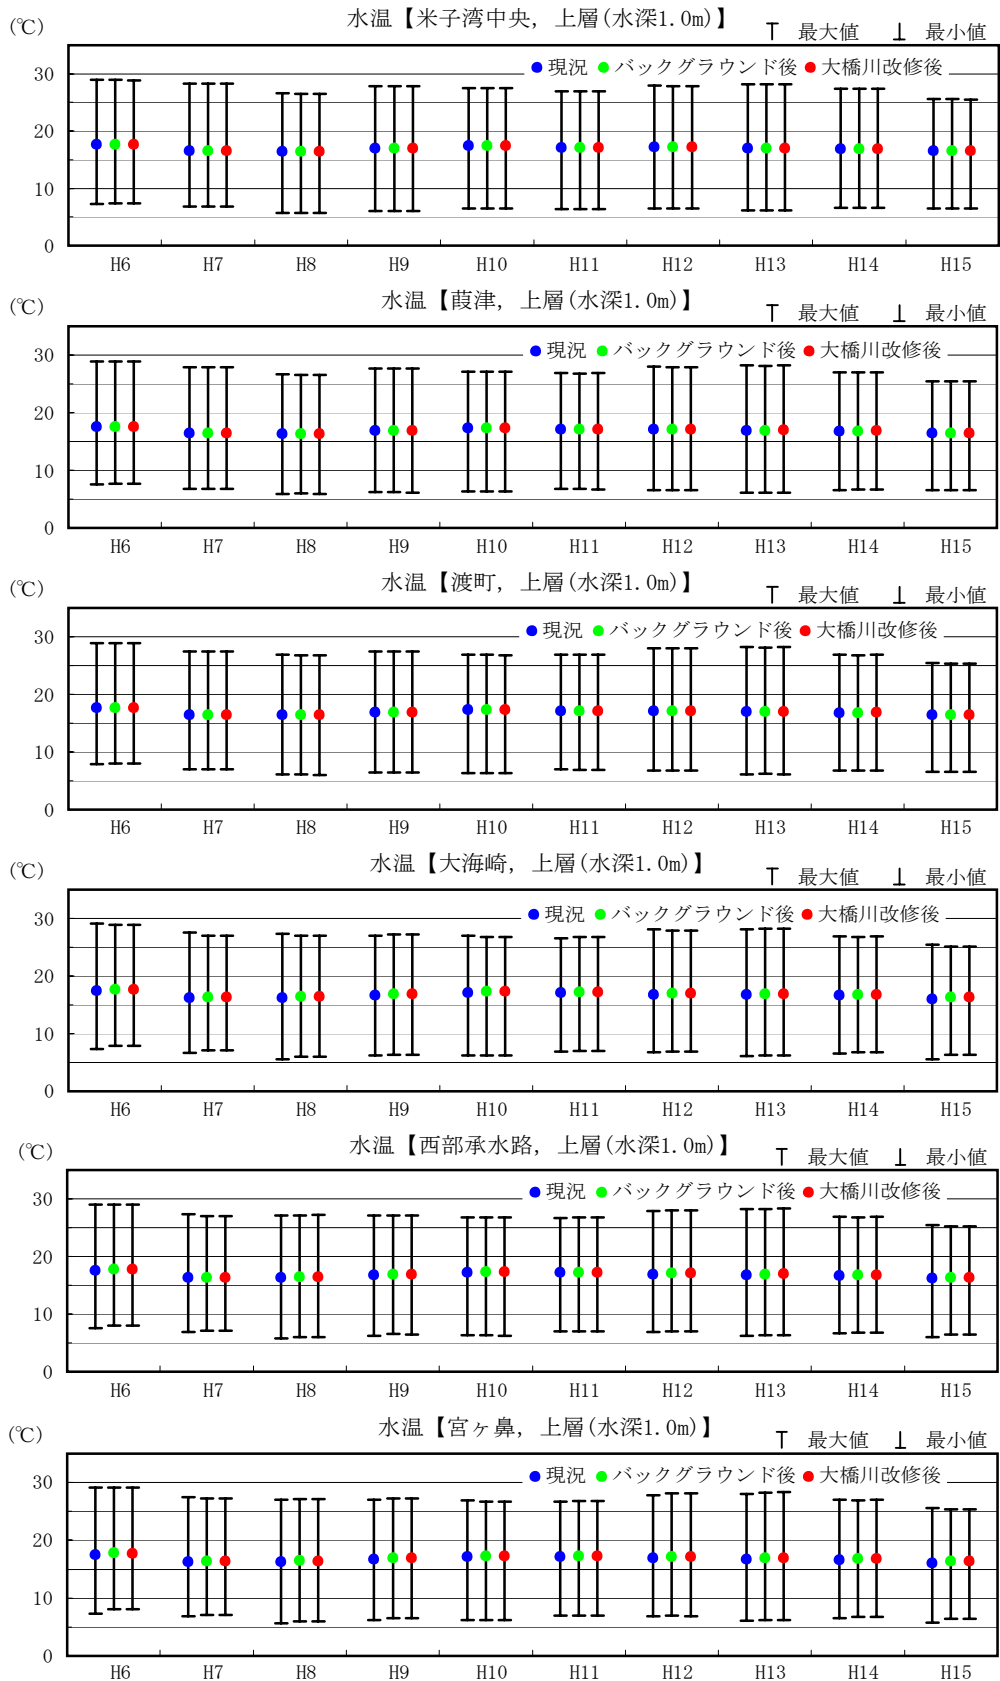 水温【米子湾中央，上層(水深1.0m)】
(℃) 最大値 最小値
● 現況 ● バックグラウンド後 ● 大橋川改修後
30
20
10
0
H6 H7 H8 H9 H10 H11 H12 H13 H14 H15
水温【葭津，上層(水深1.0m)】
(℃) 最大値 最小値
● 現況 ● バックグラウンド後 ● 大橋川改修後
30
20
10
0
H6 H7 H8 H9 H10 H11 H12 H13 H14 H15
水温【渡町，上層(水深1.0m)】
(℃) 最大値 最小値
● 現況 ● バックグラウンド後 ● 大橋川改修後
30
20
10
0
H6 H7 H8 H9 H10 H11 H12 H13 H14 H15
水温【大海崎，上層(水深1.0m)】
(℃) 最大値 最小値
● 現況 ● バックグラウンド後 ● 大橋川改修後
30
20
10
0
H6 H7 H8 H9 H10 H11 H12 H13 H14 H15
水温【西部承水路，上層(水深1.0m)】
(℃) 最大値 最小値
● 現況 ● バックグラウンド後 ● 大橋川改修後
30
20
10
0
H6 H7 H8 H9 H10 H11 H12 H13 H14 H15
水温【宮ヶ鼻，上層(水深1.0m)】
(℃) 最大値 最小値
● 現況 ● バックグラウンド後 ● 大橋川改修後
30
20
10
0
H6 H7 H8 H9 H10 H11 H12 H13 H14 H15